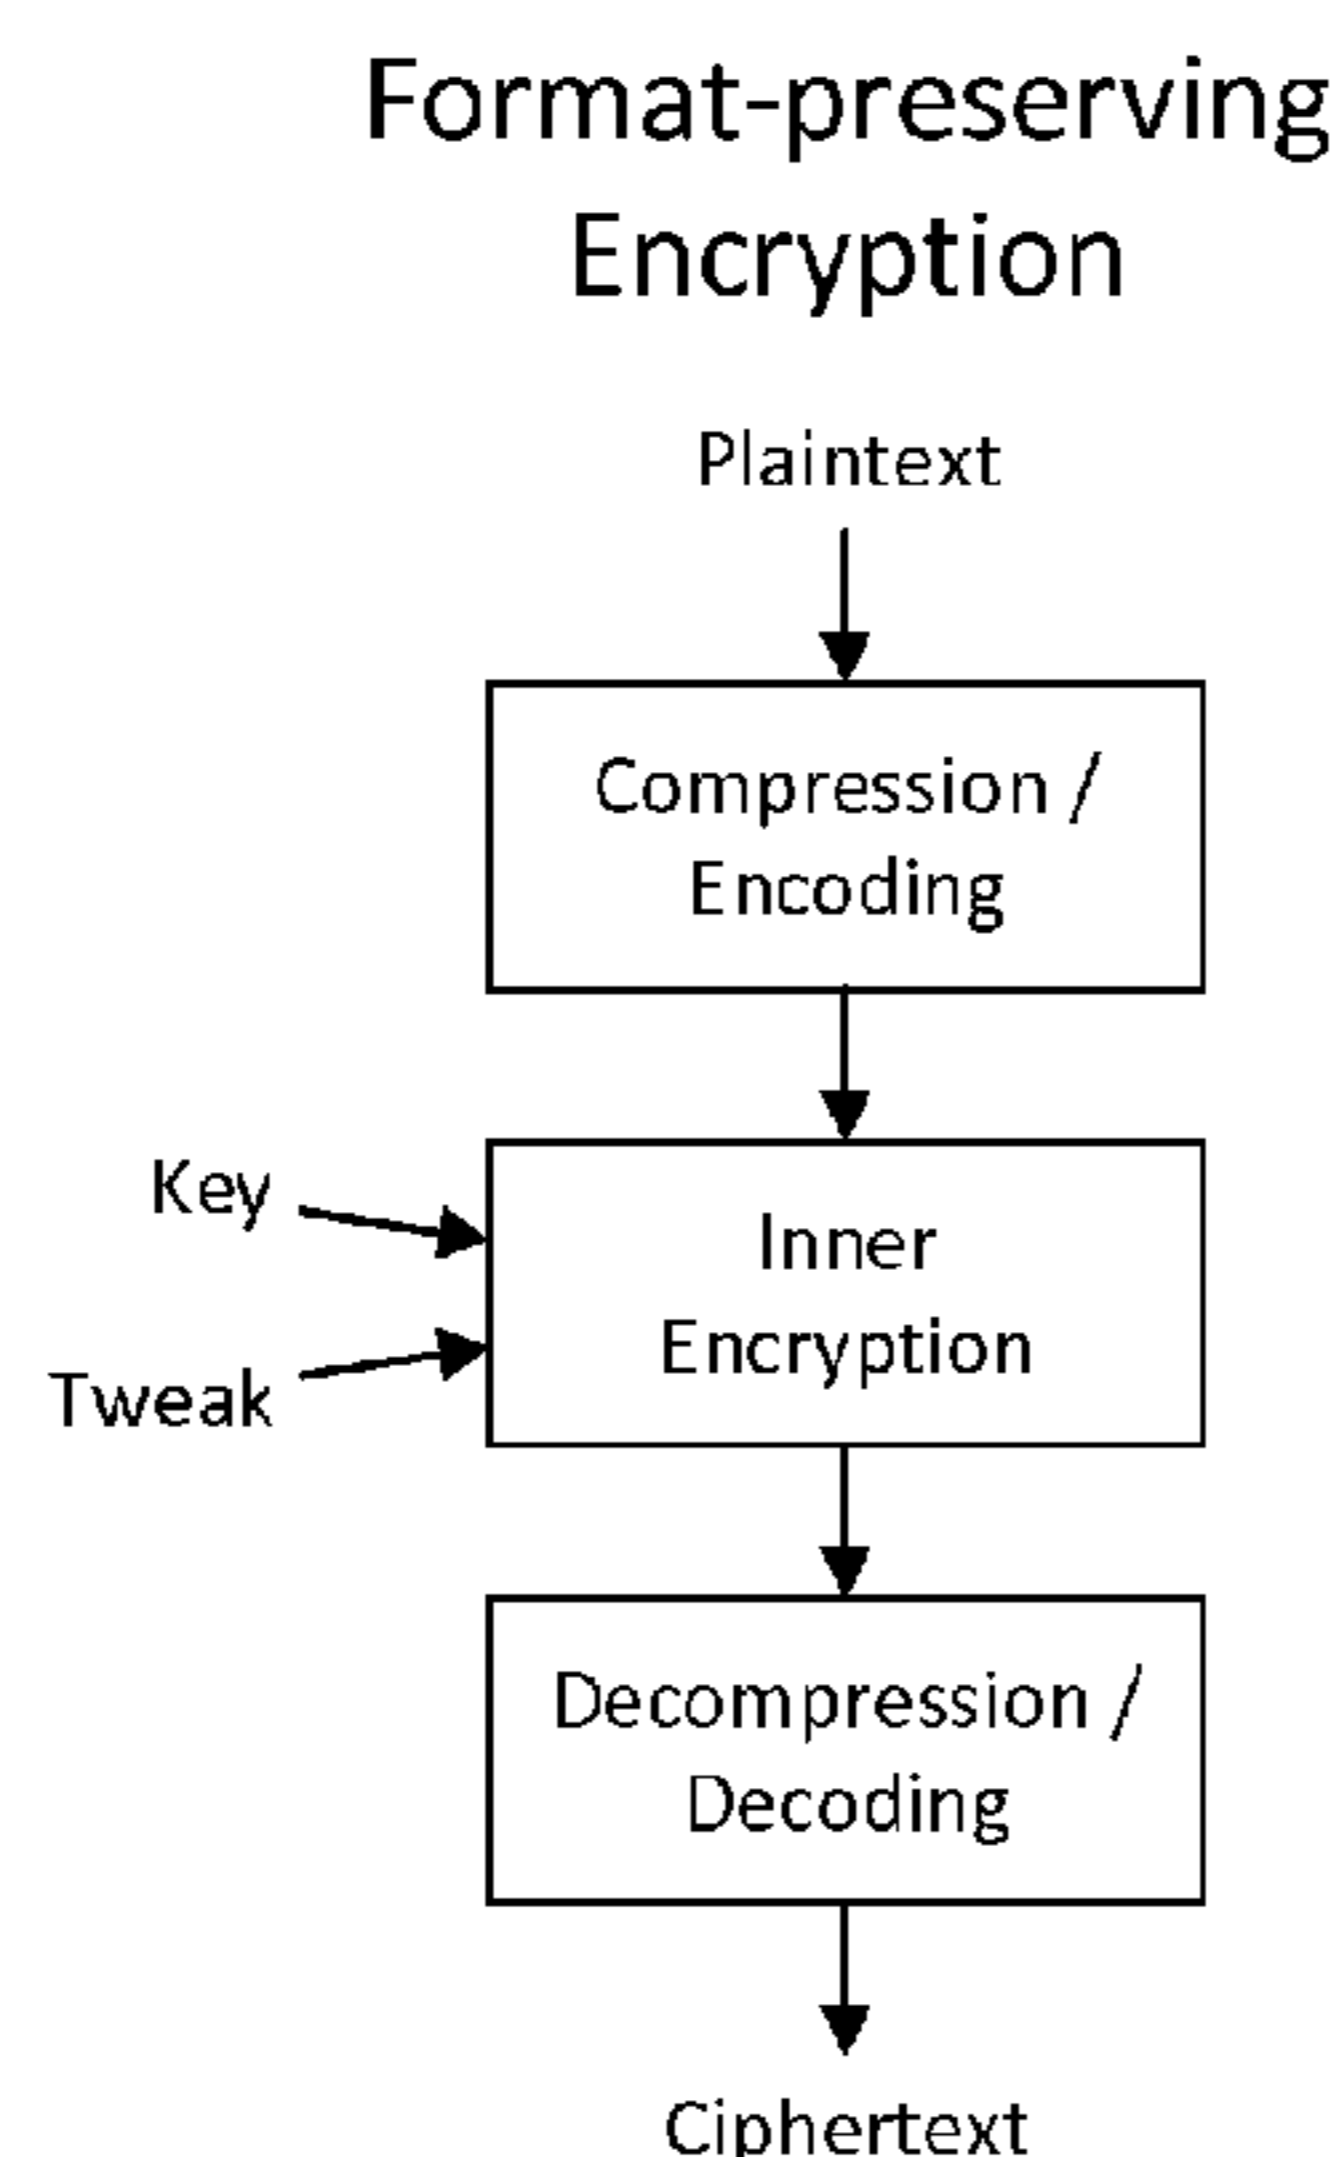 Format-preserving
Encryption
Plaintext
Compression /
Encoding
Key
Inner
Encryption
Tweak
Decompression /
Decoding
Ciphertext